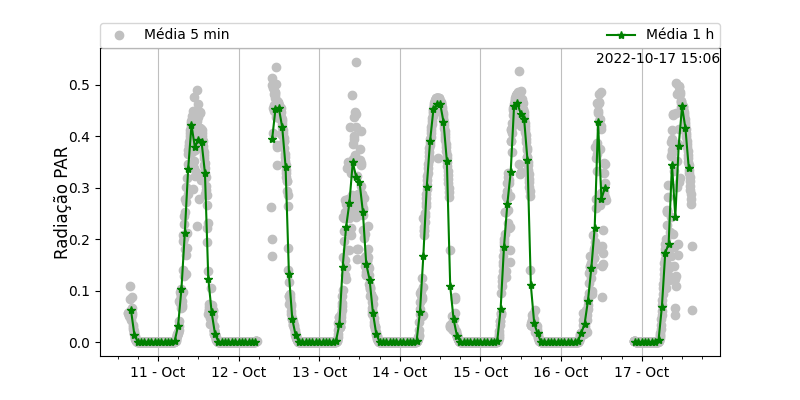 Média 5 min
Média 1 h
2022-10-17 15:06
Radiação PAR
0.5
0.4
0.3
0.2
0.1
0.0
11 - Oct
12 - Oct
13 - Oct
14 - Oct
15 - Oct
16 - Oct
17 - Oct